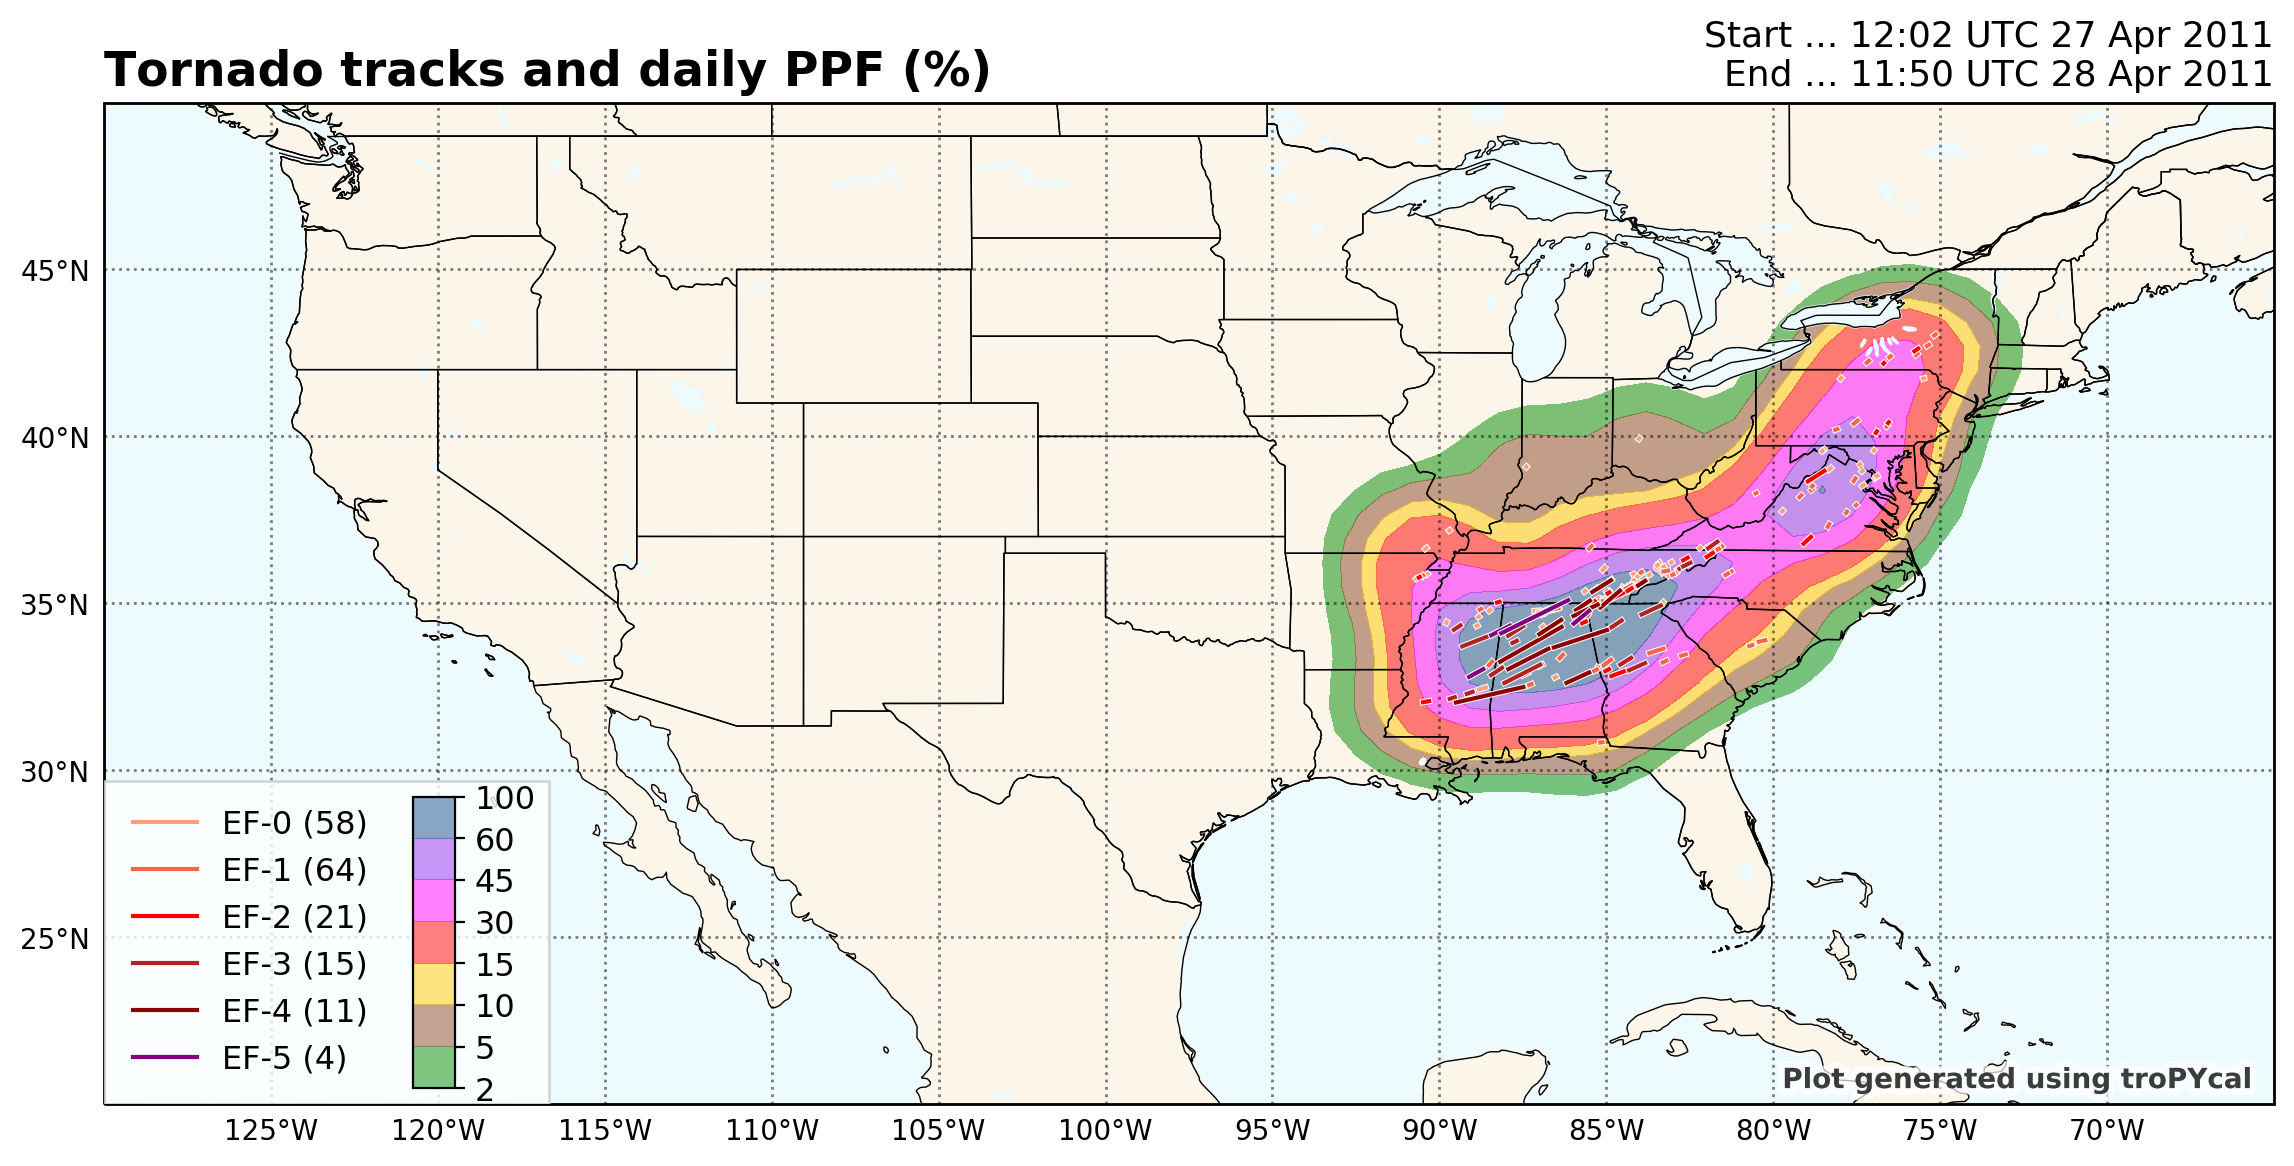 Tornado tracks and daily PPF (%)
Start ... 12:02 UTC 27 Apr 2011
End ... 11:50 UTC 28 Apr 2011
45°N
40°N
35°N
30°N
25°N
EF-0 (58)
EF-1 (64)
EF-2 (21)
EF-3 (15)
EF-4 (11)
EF-5 (4)
100
60
45
30
15
10
5
2
Plot generated using troPYcal
125°W 120°W 115°W 110°W 105°W 100°W 95°W 90°W 85°W 80°W 75°W 70°W